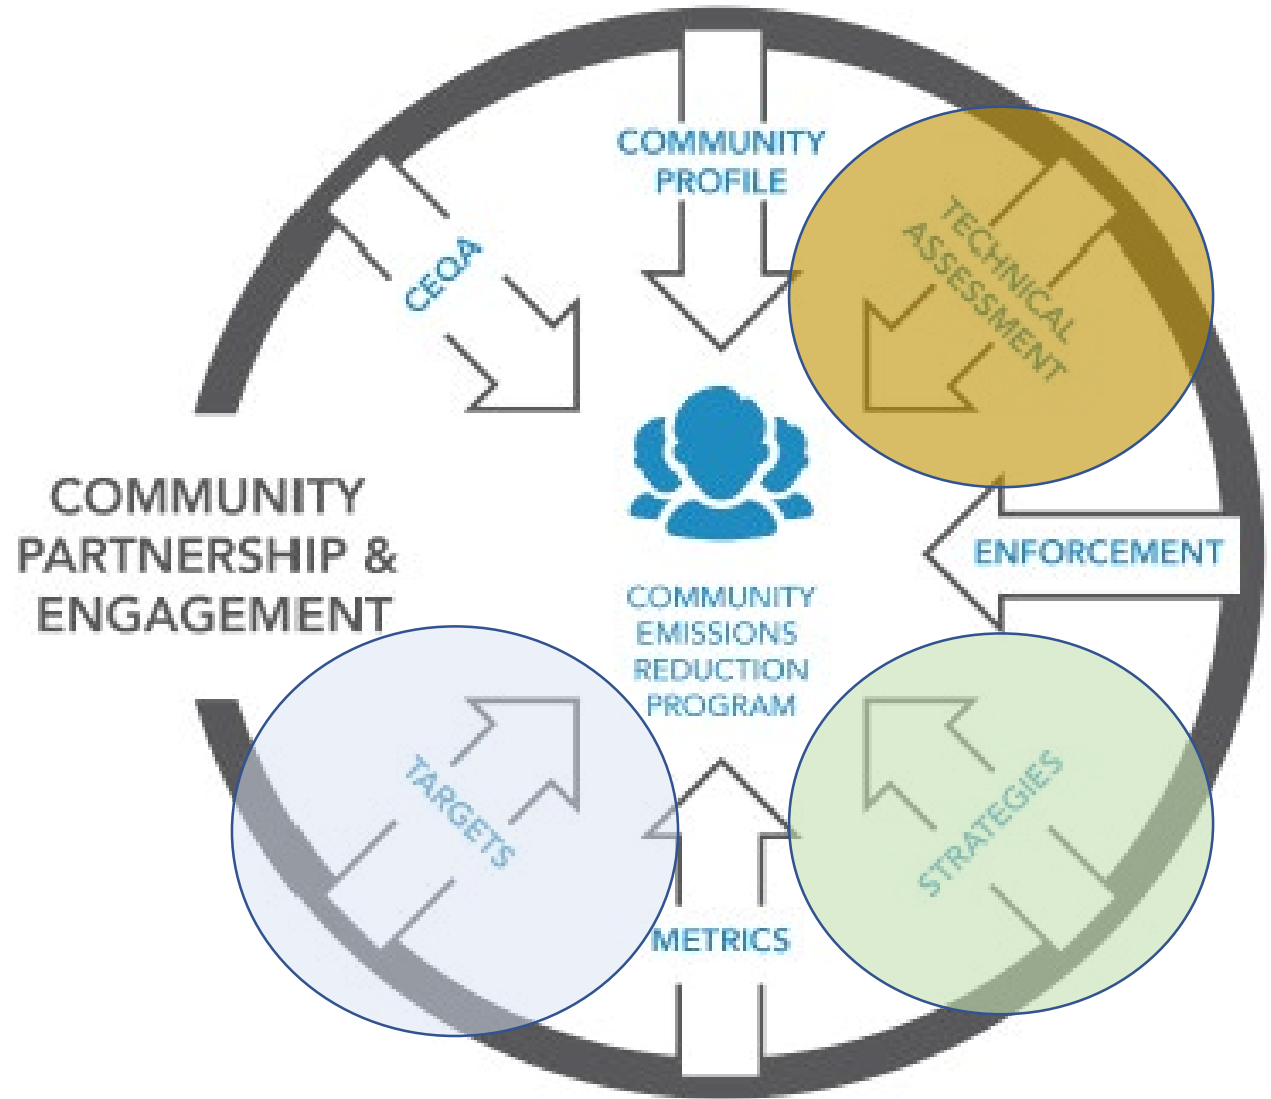 COMMUNITY
PROFILE
TECHNICAL
ASSESSMENT
CEQA
COMMUNITY
PARTNERSHIP &
ENGAGEMENT
ENFORCEMENT
COMMUNITY
EMISSIONS
REDUCTION
PROGRAM
TARGETS
STRATEGIES
METRICS